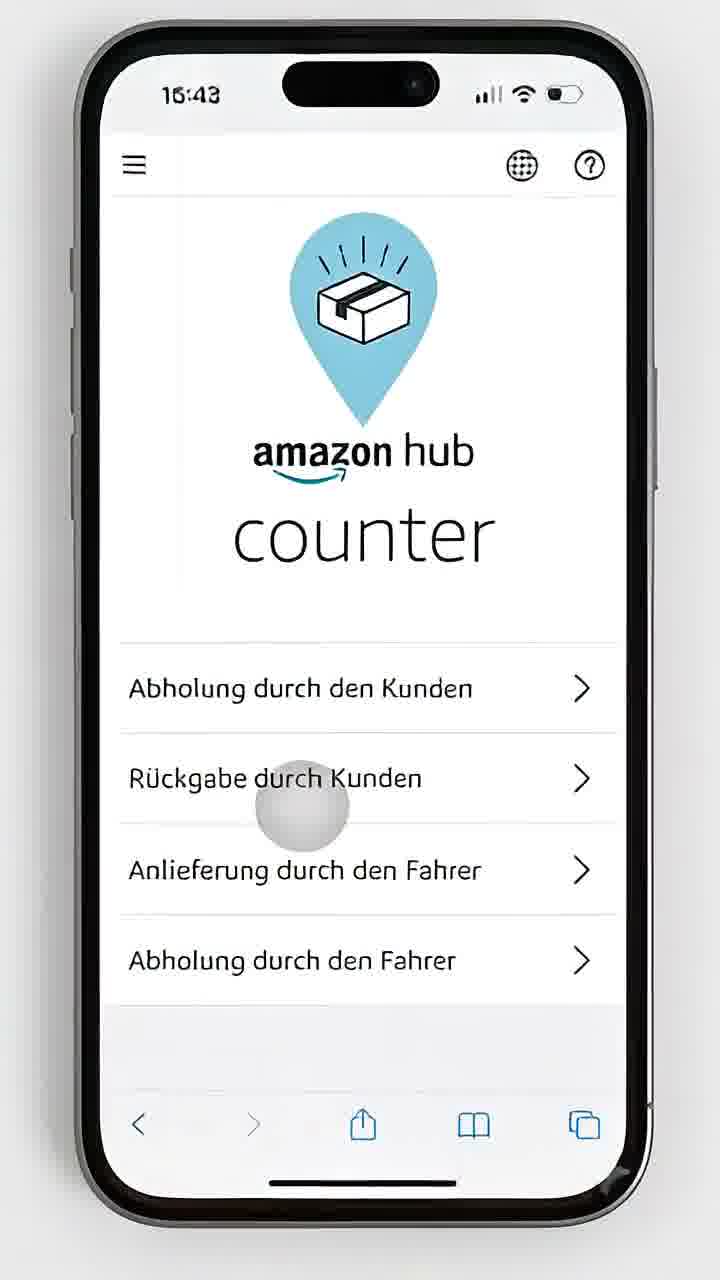 16:43
amazon hub
counter
Abholung durch den Kunden
Rückgabe durch Kunden
Anlieferung durch den Fahrer
Abholung durch den Fahrer